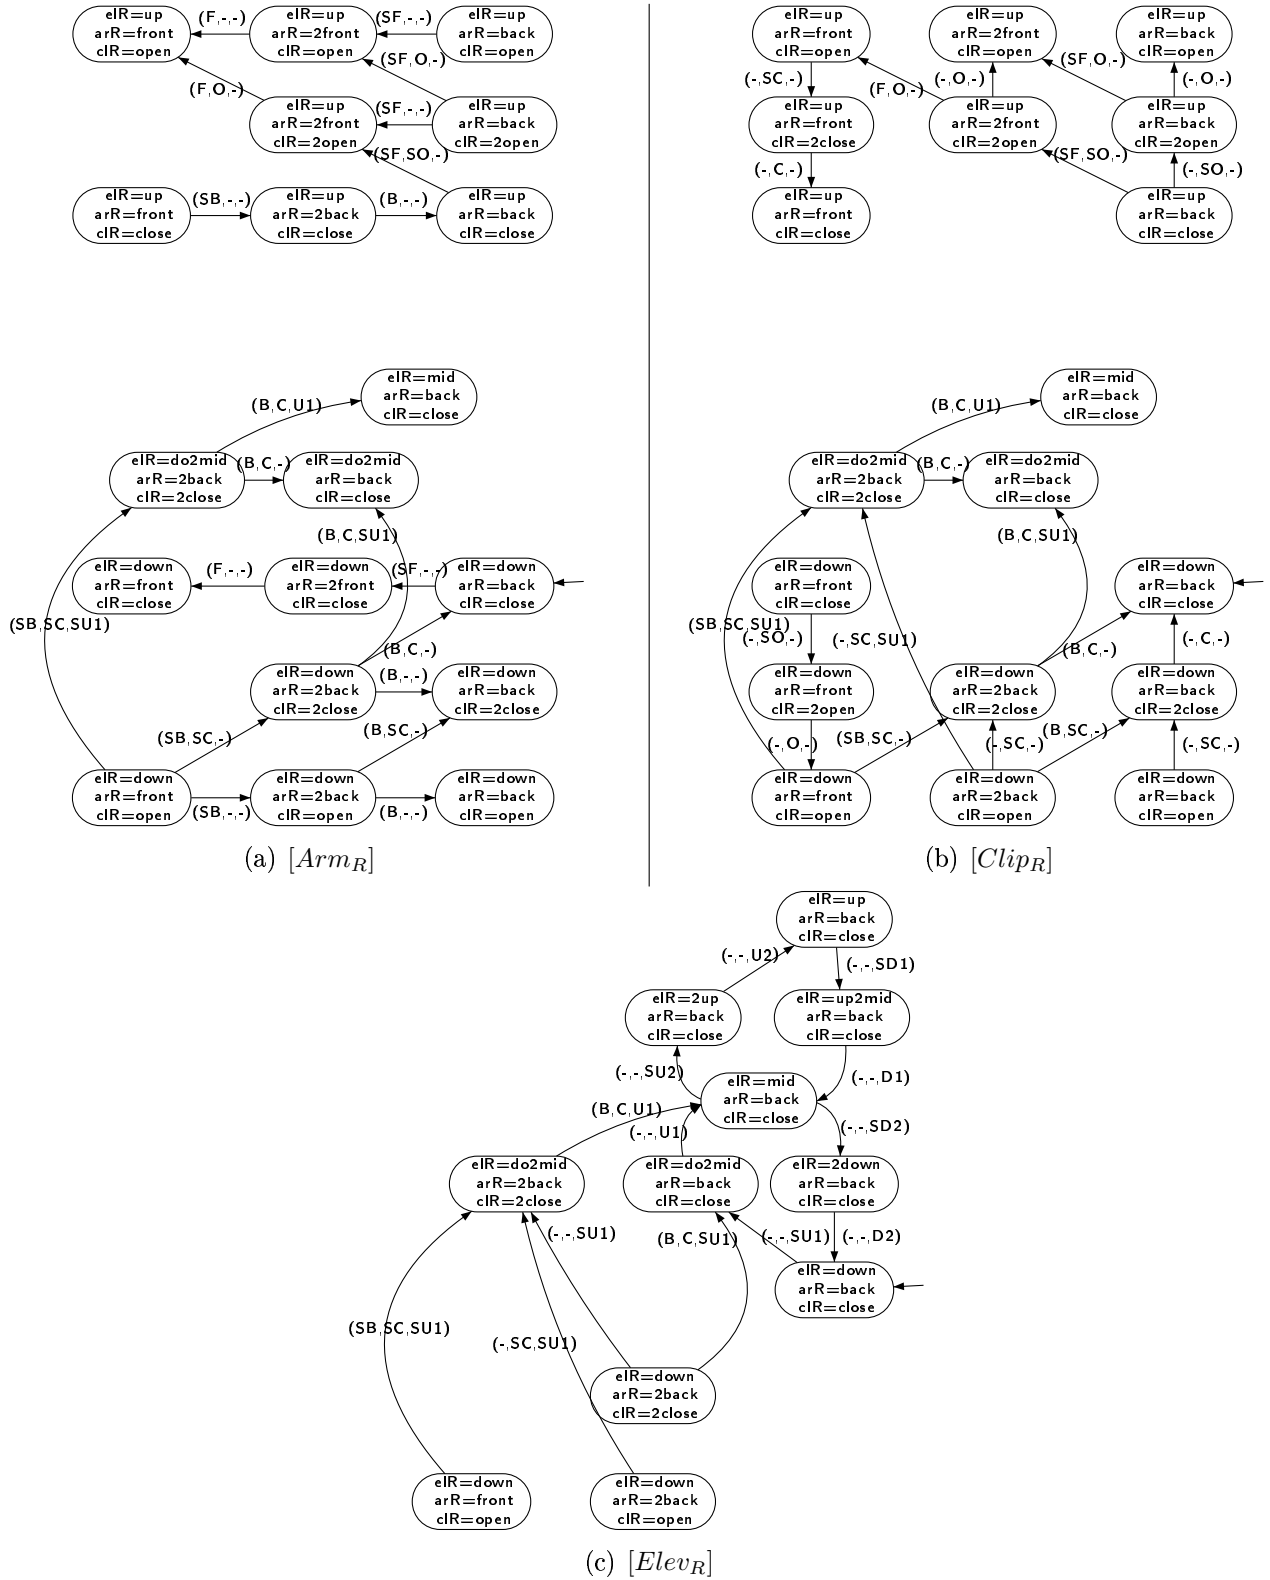 elR=up
arR=front
clR=open
(F,-,-)
elR=up
arR=2front
clR=open
(SF,-,-)
elR=up
arR=back
clR=open
(F,O,-)
(SF,O,-)
elR=up
arR=2front
clR=2open
(SF,-,-)
elR=up
arR=back
clR=2open
(SF,SO,-)
elR=up
arR=front
clR=close
(SB,-,-)
elR=up
arR=2back
clR=close
(B,-,-)
elR=up
arR=back
clR=close
elR=mid
arR=back
clR=close
(B,C,U1)
elR=do2mid
arR=2back
clR=2close
(B,C,-)
elR=do2mid
arR=back
clR=close
(B,C,SU1)
elR=down
arR=front
clR=close
(F,-,-)
elR=down
arR=2front
clR=close
(SF,-,-)
elR=down
arR=back
clR=close
(SB,SC,SU1)
(B,C,-)
elR=down
arR=2back
clR=2close
(B,-,-)
elR=down
arR=back
clR=2close
(SB,SC,-)
(B,SC,-)
elR=down
arR=front
clR=open
(SB,-,-)
elR=down
arR=2back
clR=open
(B,-,-)
elR=down
arR=back
clR=open
(a) [Arm_R]
elR=up
arR=front
clR=open
elR=up
arR=2front
clR=open
elR=up
arR=back
clR=open
(-,SC,-)
(F,O,-)
(-,O,-)
(SF,O,-)
(-,O,-)
elR=up
arR=front
clR=2close
elR=up
arR=2front
clR=2open
elR=up
arR=back
clR=2open
(-,C,-)
(SF,SO,-)
(-,SO,-)
elR=up
arR=front
clR=close
elR=up
arR=back
clR=close
elR=mid
arR=back
clR=close
(B,C,U1)
elR=do2mid
arR=2back
clR=2close
(B,C,-)
elR=do2mid
arR=back
clR=close
(B,C,SU1)
elR=down
arR=front
clR=close
elR=down
arR=back
clR=close
(SB,SC,SU1)
(-,SO,-)
(-,SC,SU1)
(B,C,-)
(-,C,-)
elR=down
arR=front
clR=2open
elR=down
arR=2back
clR=2close
elR=down
arR=back
clR=2close
(-,O,-)
(SB,SC,-)
(-,SC,-)
(B,SC,-)
(-,SC,-)
elR=down
arR=front
clR=open
elR=down
arR=2back
clR=open
elR=down
arR=back
clR=open
(b) [Clip_R]
elR=up
arR=back
clR=close
(-,-,U2)
(-,-,SD1)
elR=2up
arR=back
clR=close
elR=up2mid
arR=back
clR=close
(-,-,SU2)
(-,-,D1)
elR=mid
arR=back
clR=close
(B,C,U1)
(-,-,U1)
(-,-,SD2)
elR=do2mid
arR=2back
clR=2close
elR=do2mid
arR=back
clR=close
elR=2down
arR=back
clR=close
(-,-,SU1)
(B,C,SU1)
(-,-,SU1)
(-,-,D2)
elR=down
arR=back
clR=close
(SB,SC,SU1)
(-,SC,SU1)
elR=down
arR=2back
clR=2close
elR=down
arR=front
clR=open
elR=down
arR=2back
clR=open
(c) [Elev_R]